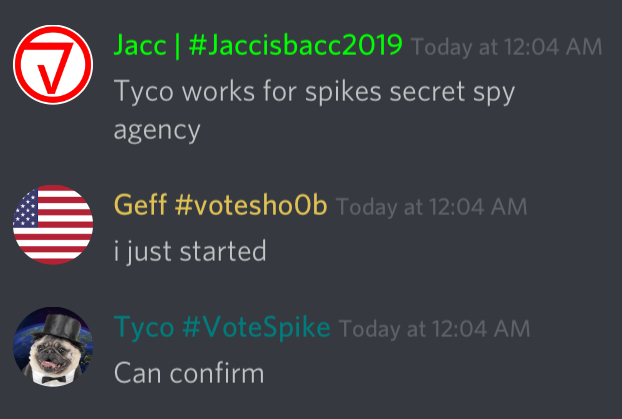 Jacc | #Jaccisbacc2019 Today at 12:04 AM
Tyco works for spikes secret spy
agency
Geff #votesho0b Today at 12:04 AM
i just started
Tyco #VoteSpike Today at 12:04 AM
Can confirm